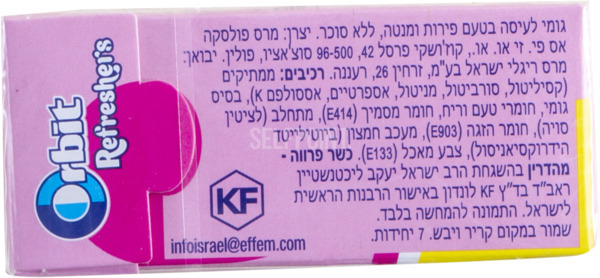 גומי לעיסה בטעם פירות ומנטה, ללא סוכר. יצרן: מרס פולסקה
אס פי. זי או. או., קוז'ושקי פרסל 42, 96-500 סוצ'אציו, פולין. יבואן:
מרס ריגלי ישראל בע"מ, זרחין 26, רעננה. רכיבים: ממתיקים
(קסיליטול, סורביטול, מניטול, אספרטיים, אססולפם K), בסיס
גומי, חומרי טעם וריח, חומר מסמיך (E414), מתחלב (לציטין
סויה), חומר הזגה (E903), מעכב חמצון (בוטילייטד
הידרוקסיאניסול), צבע מאכל (E133). כשר פרווה -
מהדרין בהשגחת הרב ישראל יעקב ליכטנשטיין
ראב"ד בד"ץ KF לונדון באישור הרבנות הראשית
לישראל. התמונה להמחשה בלבד.
שמור במקום קריר ויבש. 7 יחידות.
KF
infoisrael@effem.com
Orbit
Refreshers